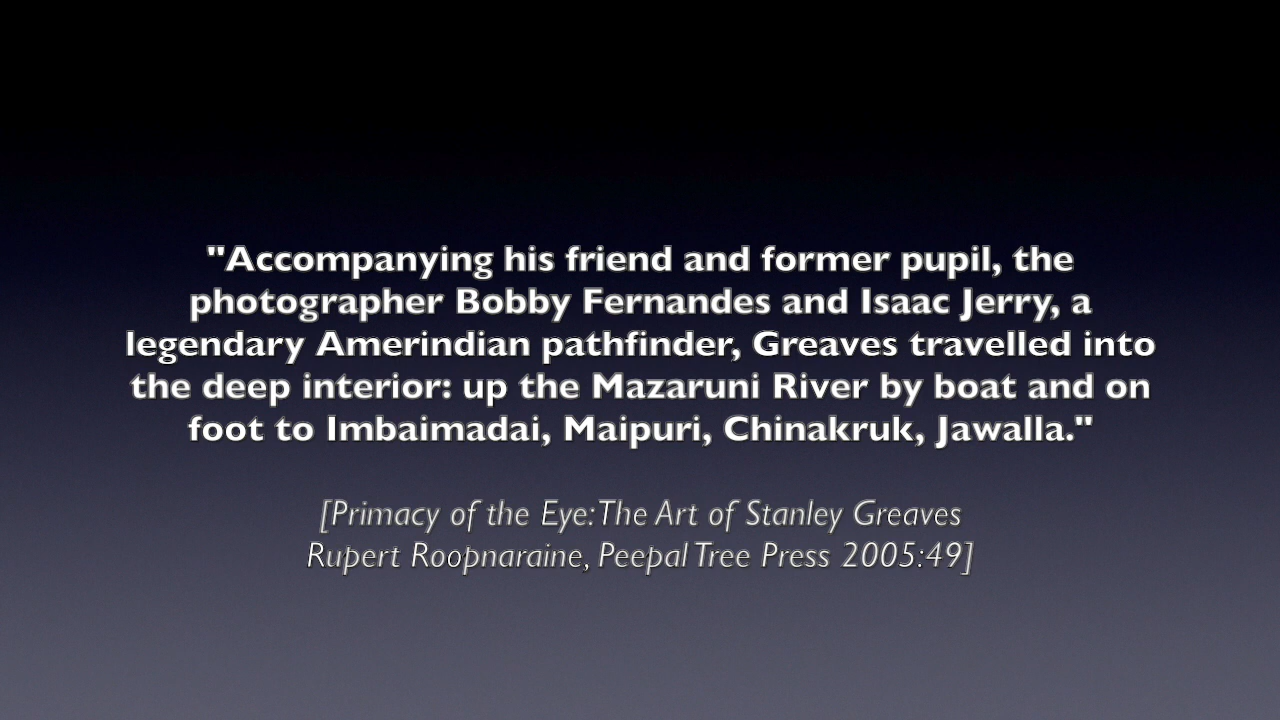 "Accompanying his friend and former pupil, the
photographer Bobby Fernandes and Isaac Jerry, a
legendary Amerindian pathfinder, Greaves travelled into
the deep interior: up the Mazaruni River by boat and on
foot to Imbaimadai, Maipuri, Chinakruk, Jawalla."
[Primacy of the Eye: The Art of Stanley Greaves
Rupert Roopnaraine, Peepal Tree Press 2005:49]